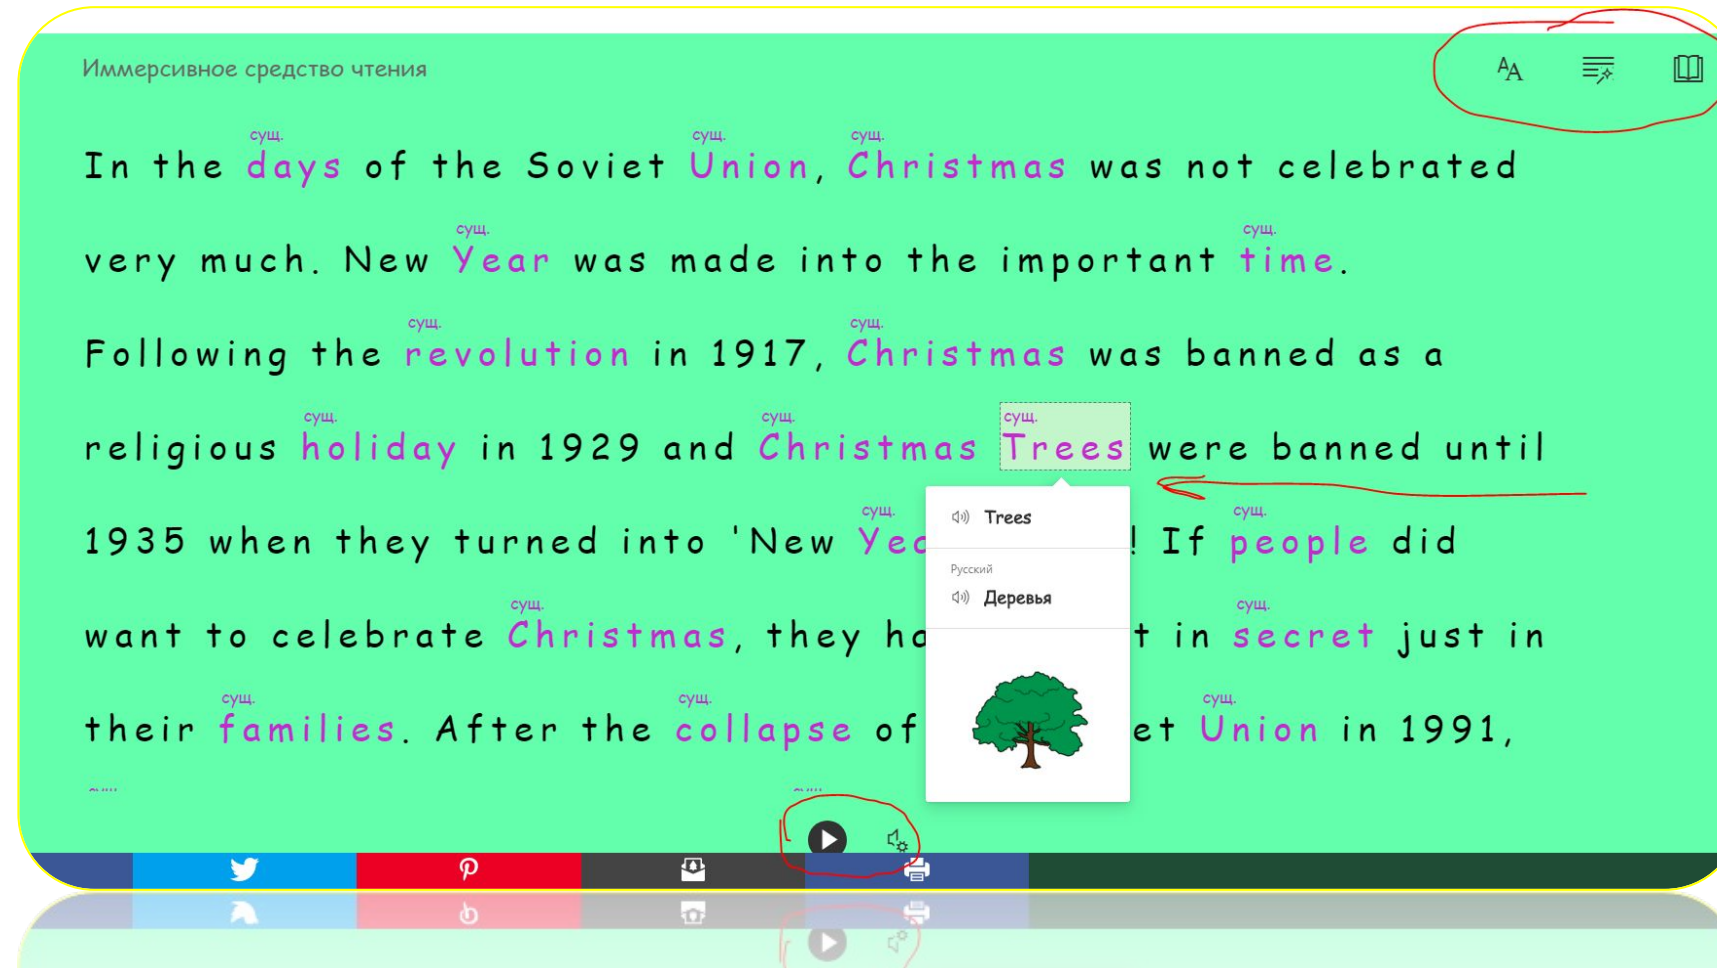 Иммерсивное средство чтения
сущ. сущ. сущ.
In the days of the Soviet Union, Christmas was not celebrated
сущ. сущ.
very much. New Year was made into the important time.
сущ. сущ.
Following the revolution in 1917, Christmas was banned as a
сущ. сущ. сущ.
religious holiday in 1929 and Christmas Trees were banned until
сущ. сущ.
1935 when they turned into 'New ! If people did
сущ. сущ.
want to celebrate Christmas, they in secret just in
сущ. сущ. сущ.
their families. After the collapse of Union in 1991,
Trees
Русский
Деревья